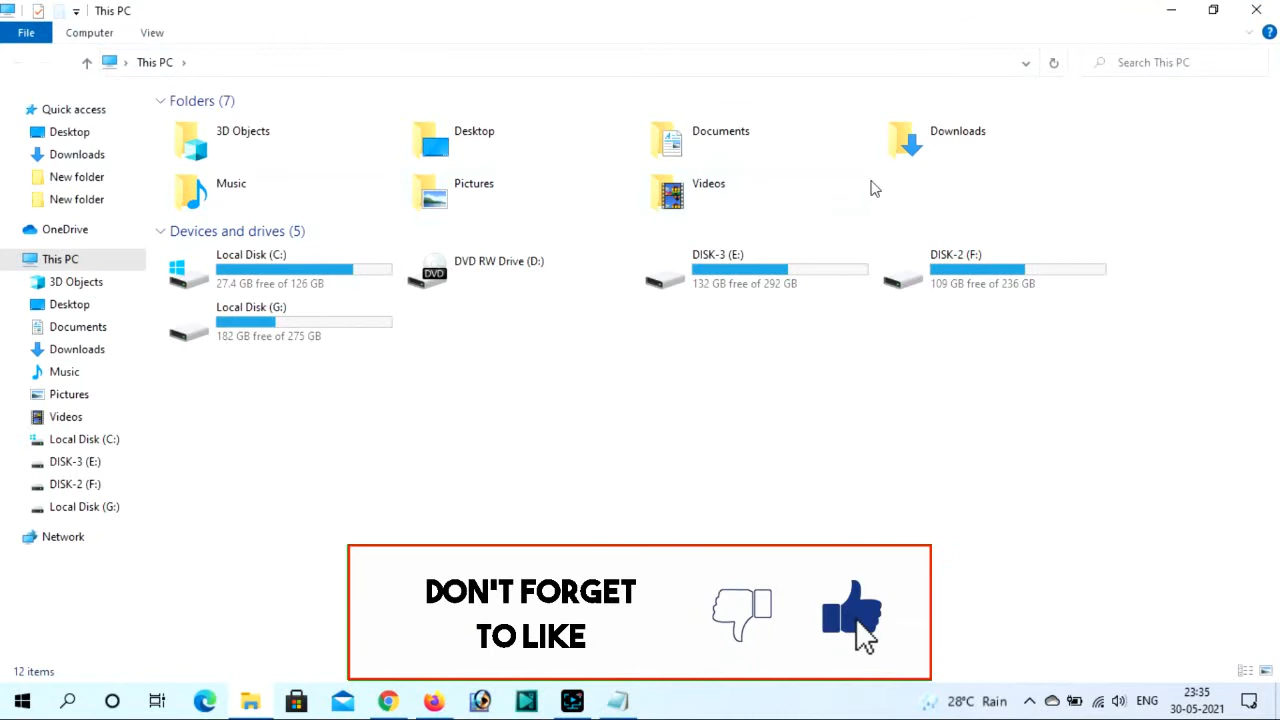 This PC
File
Computer
View
This PC
Search This PC
Quick access
Desktop
Downloads
New folder
New folder
OneDrive
This PC
3D Objects
Desktop
Documents
Downloads
Music
Pictures
Videos
Local Disk (C:)
DISK-3 (E:)
DISK-2 (F:)
Local Disk (G:)
Network
Folders (7)
3D Objects
Desktop
Documents
Downloads
Music
Pictures
Videos
Devices and drives (5)
Local Disk (C:)
27.4 GB free of 126 GB
DVD
DVD RW Drive (D:)
DISK-3 (E:)
132 GB free of 292 GB
DISK-2 (F:)
109 GB free of 236 GB
Local Disk (G:)
182 GB free of 275 GB
DON'T FORGET
TO LIKE
12 items
28°C Rain
ENG
23:35
30-05-2021